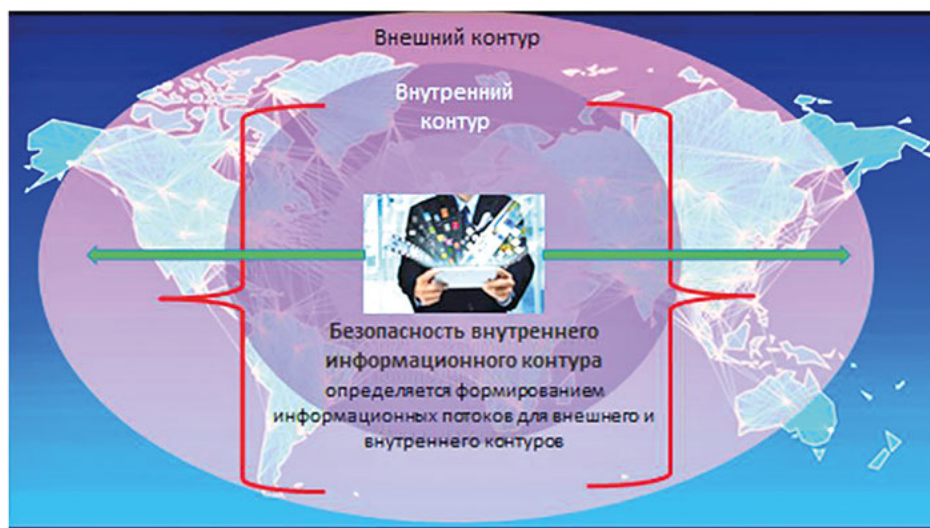 Внешний контур
Внутренний
контур
Безопасность внутреннего
информационного контура
определяется формированием
информационных потоков для внешнего и
внутреннего контуров